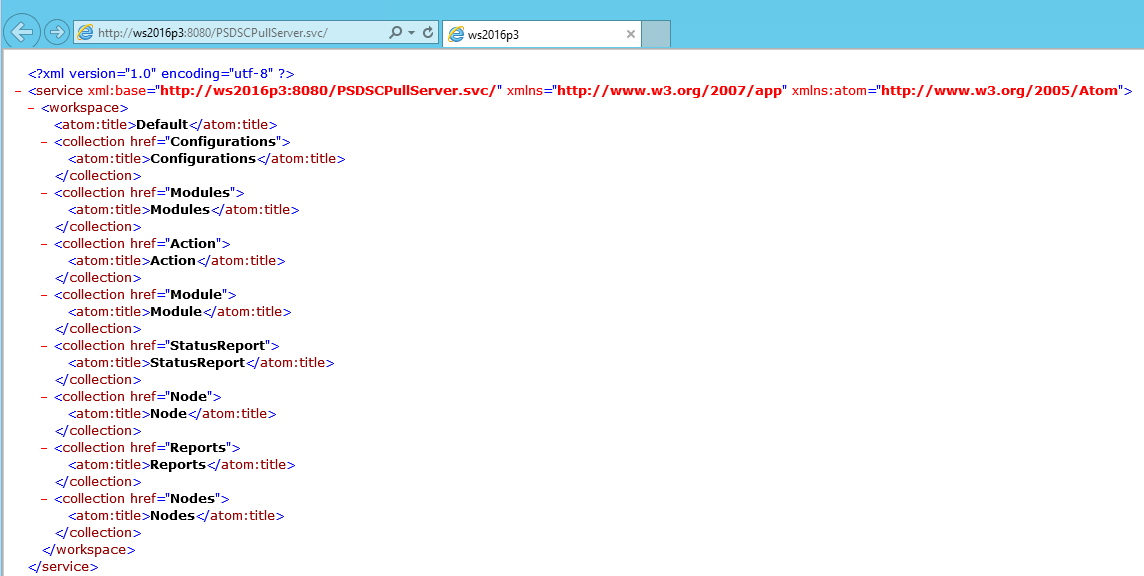 http://ws2016p3:8080/PSDSCPullServer.svc/
ws2016p3
<?xml version="1.0" encoding="utf-8" ?>
- <service xml:base="http://ws2016p3:8080/PSDSCPullServer.svc/" xmlns="http://www.w3.org/2007/app" xmlns:atom="http://www.w3.org/2005/Atom">
- <workspace>
<atom:title>Default</atom:title>
- <collection href="Configurations">
<atom:title>Configurations</atom:title>
</collection>
- <collection href="Modules">
<atom:title>Modules</atom:title>
</collection>
- <collection href="Action">
<atom:title>Action</atom:title>
</collection>
- <collection href="Module">
<atom:title>Module</atom:title>
</collection>
- <collection href="StatusReport">
<atom:title>StatusReport</atom:title>
</collection>
- <collection href="Node">
<atom:title>Node</atom:title>
</collection>
- <collection href="Reports">
<atom:title>Reports</atom:title>
</collection>
- <collection href="Nodes">
<atom:title>Nodes</atom:title>
</collection>
</workspace>
</service>